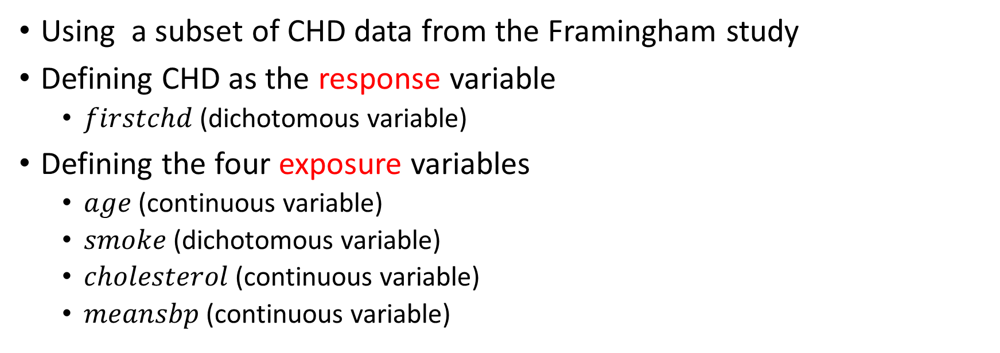 • Using a subset of CHD data from the Framingham study
• Defining CHD as the response variable
• firstchd (dichotomous variable)
• Defining the four exposure variables
• age (continuous variable)
• smoke (dichotomous variable)
• cholesterol (continuous variable)
• meansbp (continuous variable)